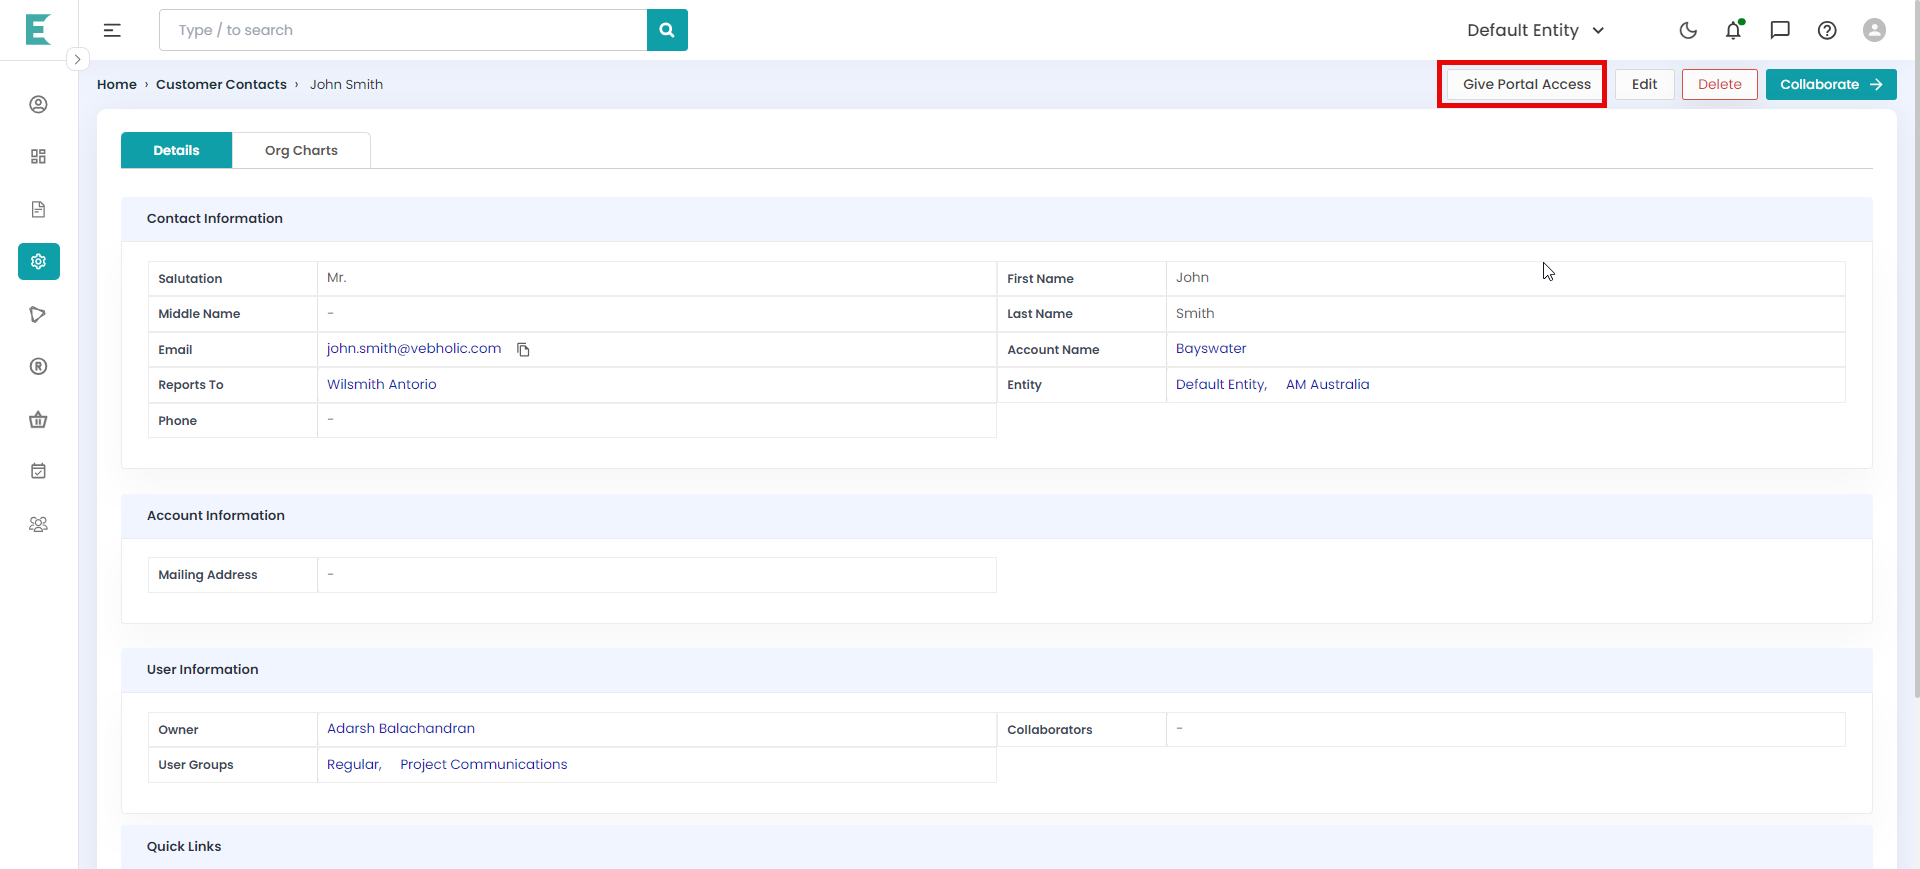 Type / to search
Default Entity
Home › Customer Contacts › John Smith
Give Portal Access
Edit
Delete
Collaborate →
Details
Org Charts
Contact Information
Salutation Mr. First Name John
Middle Name - Last Name Smith
Email john.smith@vebholic.com Account Name Bayswater
Reports To Wilsmith Antorio Entity Default Entity, AM Australia
Phone -
Account Information
Mailing Address -
User Information
Owner Adarsh Balachandran Collaborators -
User Groups Regular, Project Communications
Quick Links